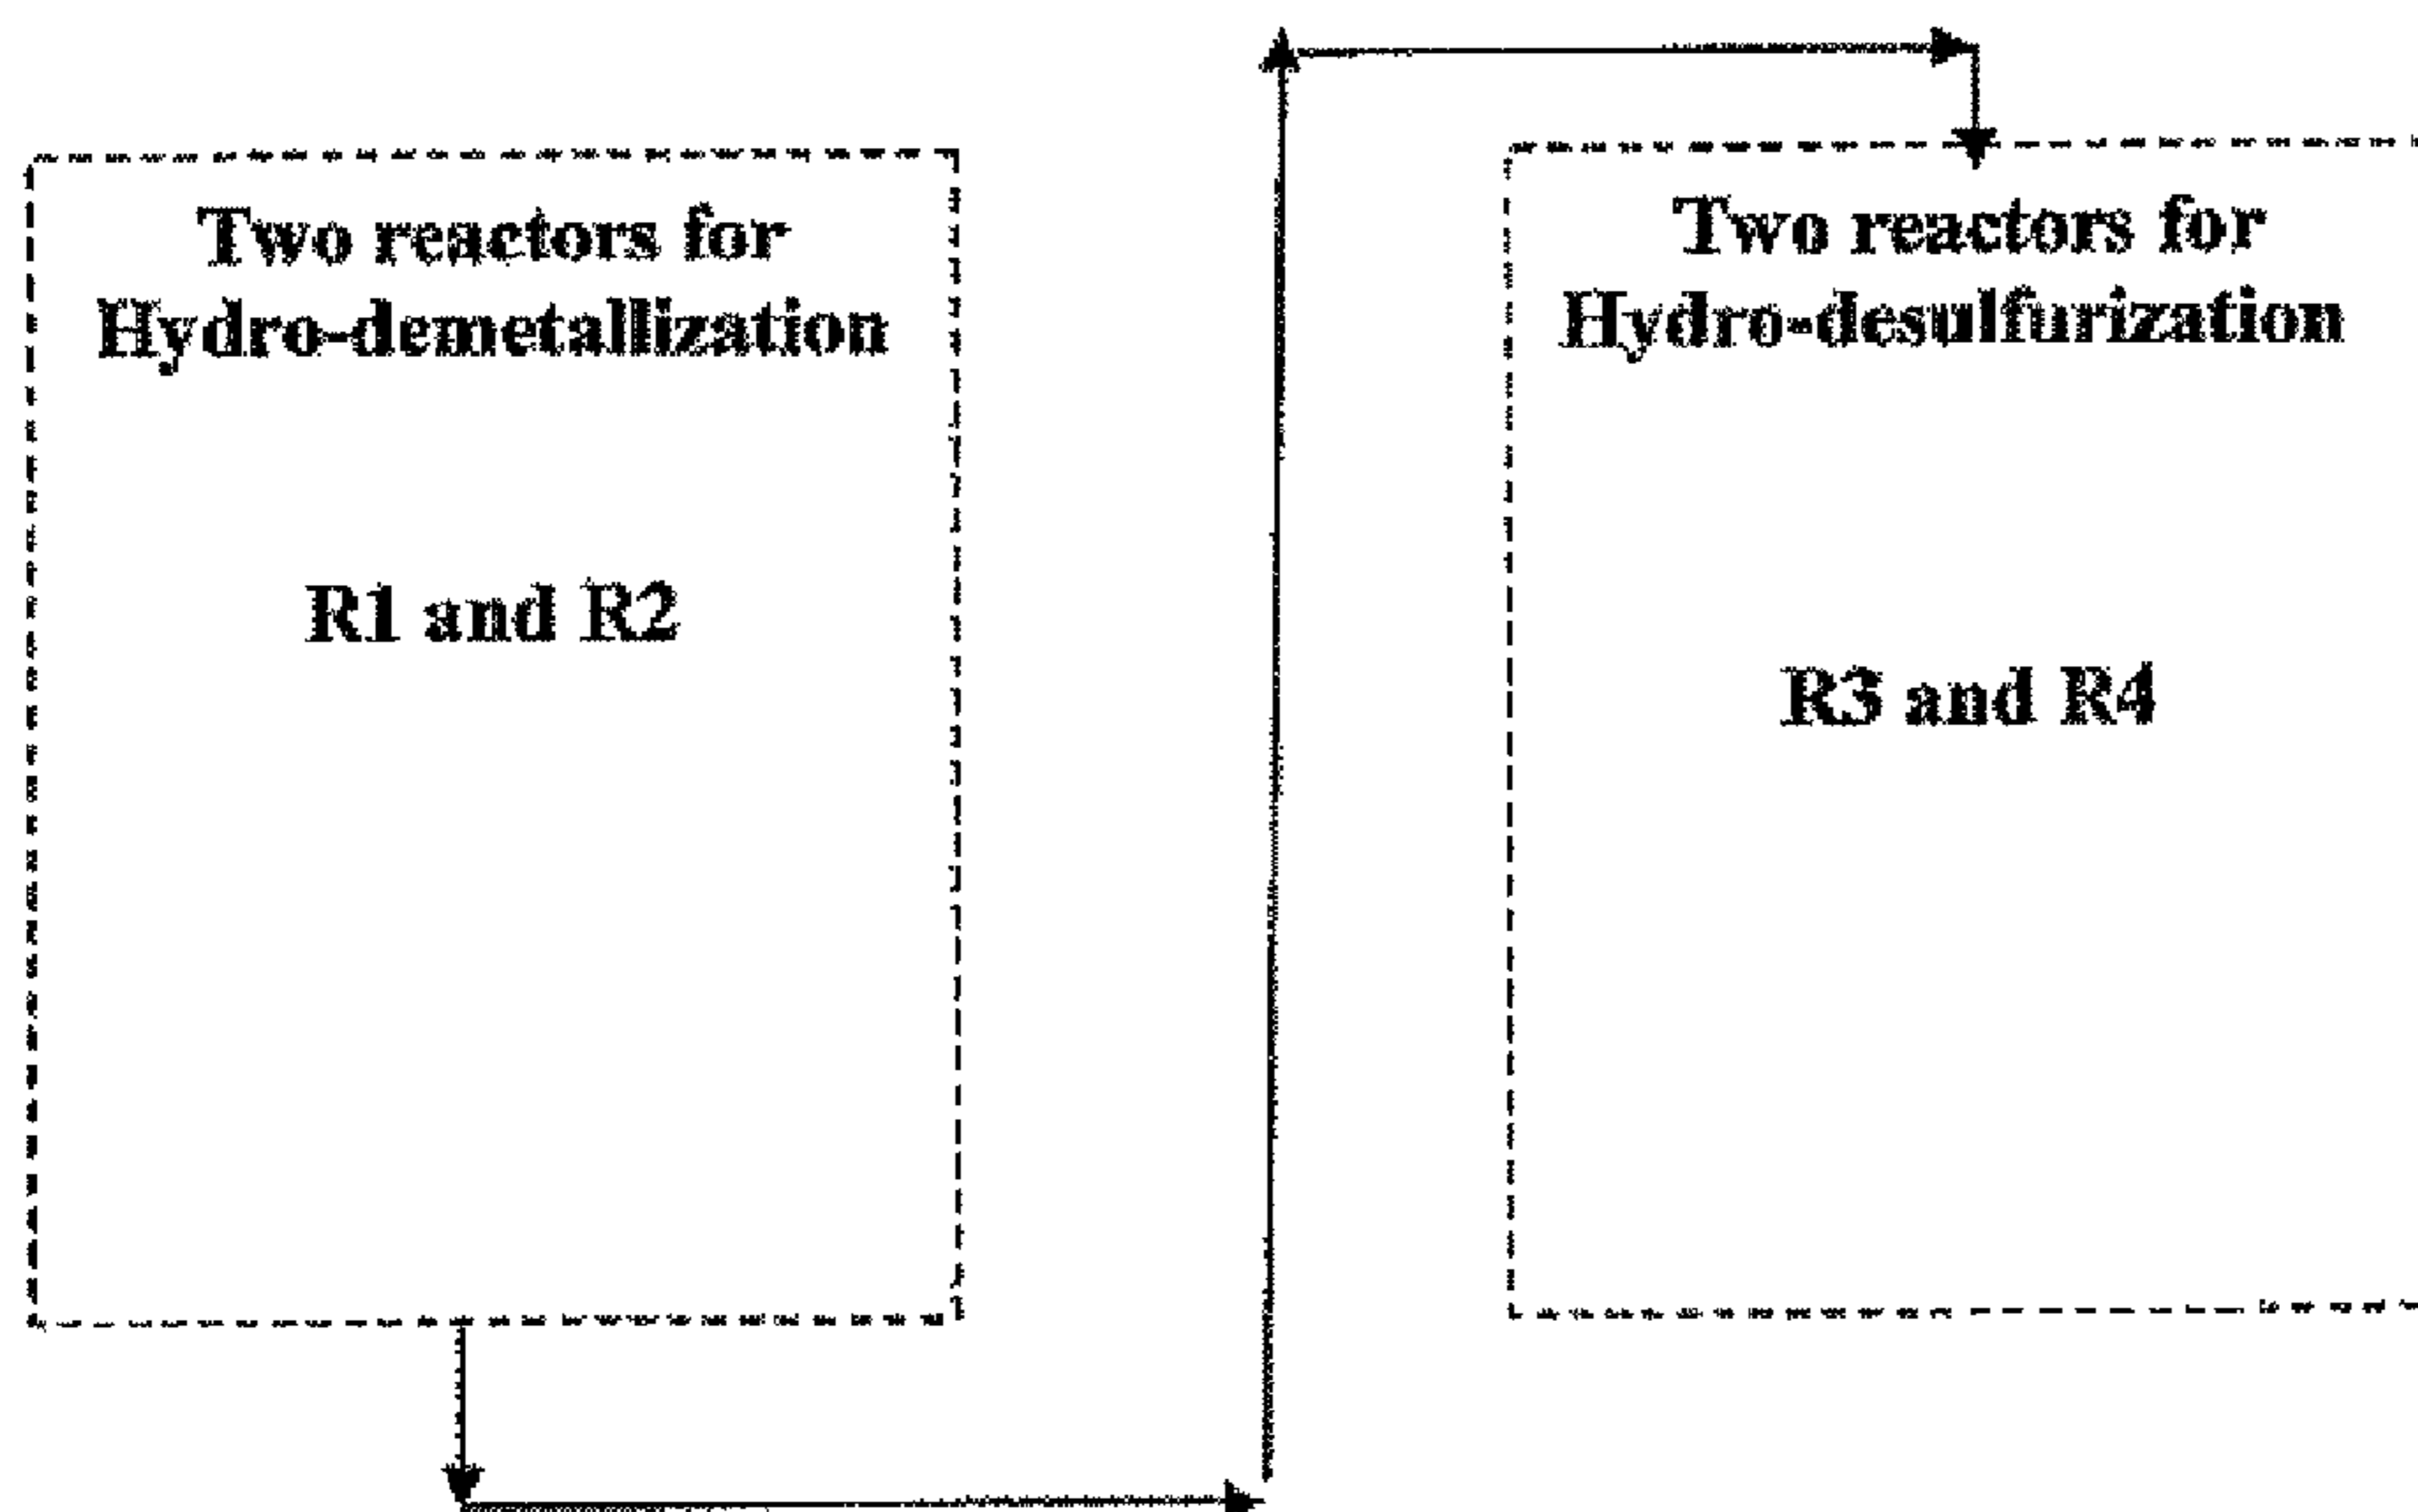 Two reactors for
Hydro-demetallization
R1 and R2
Two reactors for
Hydro-desulfurization
R3 and R4